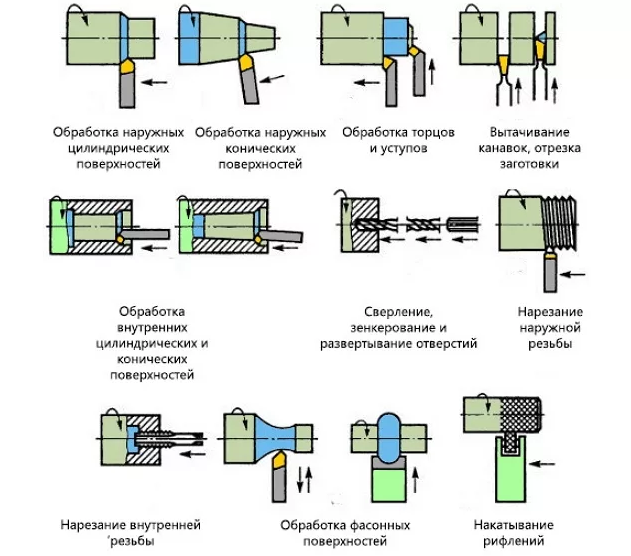 Обработка наружных
цилиндрических
поверхностей
Обработка наружных
конических
поверхностей
Обработка торцов
и уступов
Вытачивание
канавок, отрезка
заготовки
Обработка
внутренних
цилиндрических и
конических
поверхностей
Сверление,
зенкерование и
развертывание отверстий
Нарезание
наружной
резьбы
Нарезание внутренней
резьбы
Обработка фасонных
поверхностей
Накатывание
рифлений